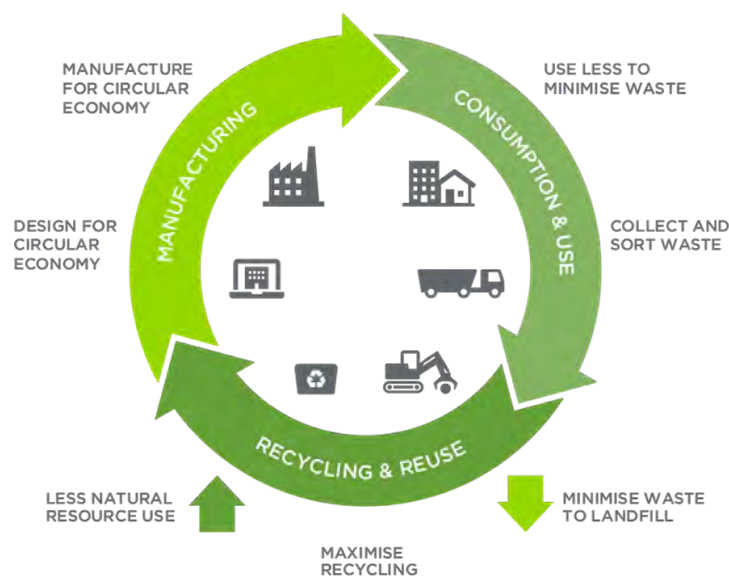 MANUFACTURE
FOR CIRCULAR
ECONOMY
USE LESS TO
MINIMISE WASTE
MANUFACTURING
CONSUMPTION & USE
DESIGN FOR
CIRCULAR
ECONOMY
COLLECT AND
SORT WASTE
RECYCLING & REUSE
LESS NATURAL
RESOURCE USE
MINIMISE WASTE
TO LANDFILL
MAXIMISE
RECYCLING